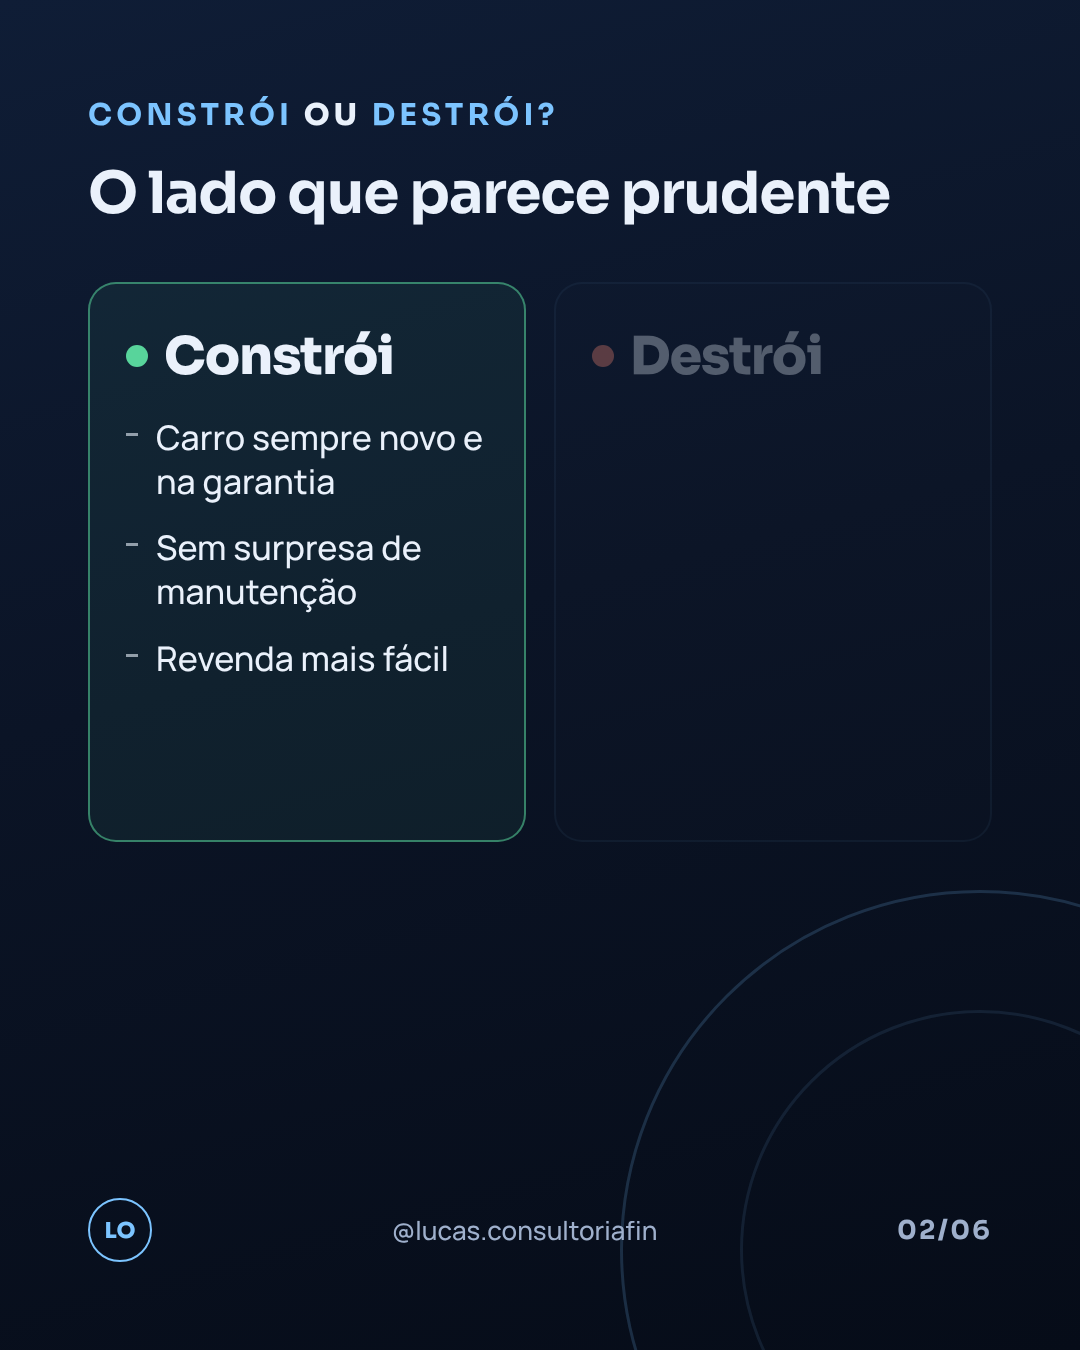 CONSTRÓI OU DESTRÓI?
O lado que parece prudente
Constrói
- Carro sempre novo e
na garantia
- Sem surpresa de
manutenção
- Revenda mais fácil
Destrói
LO
@lucas.consultoriafin
02/06